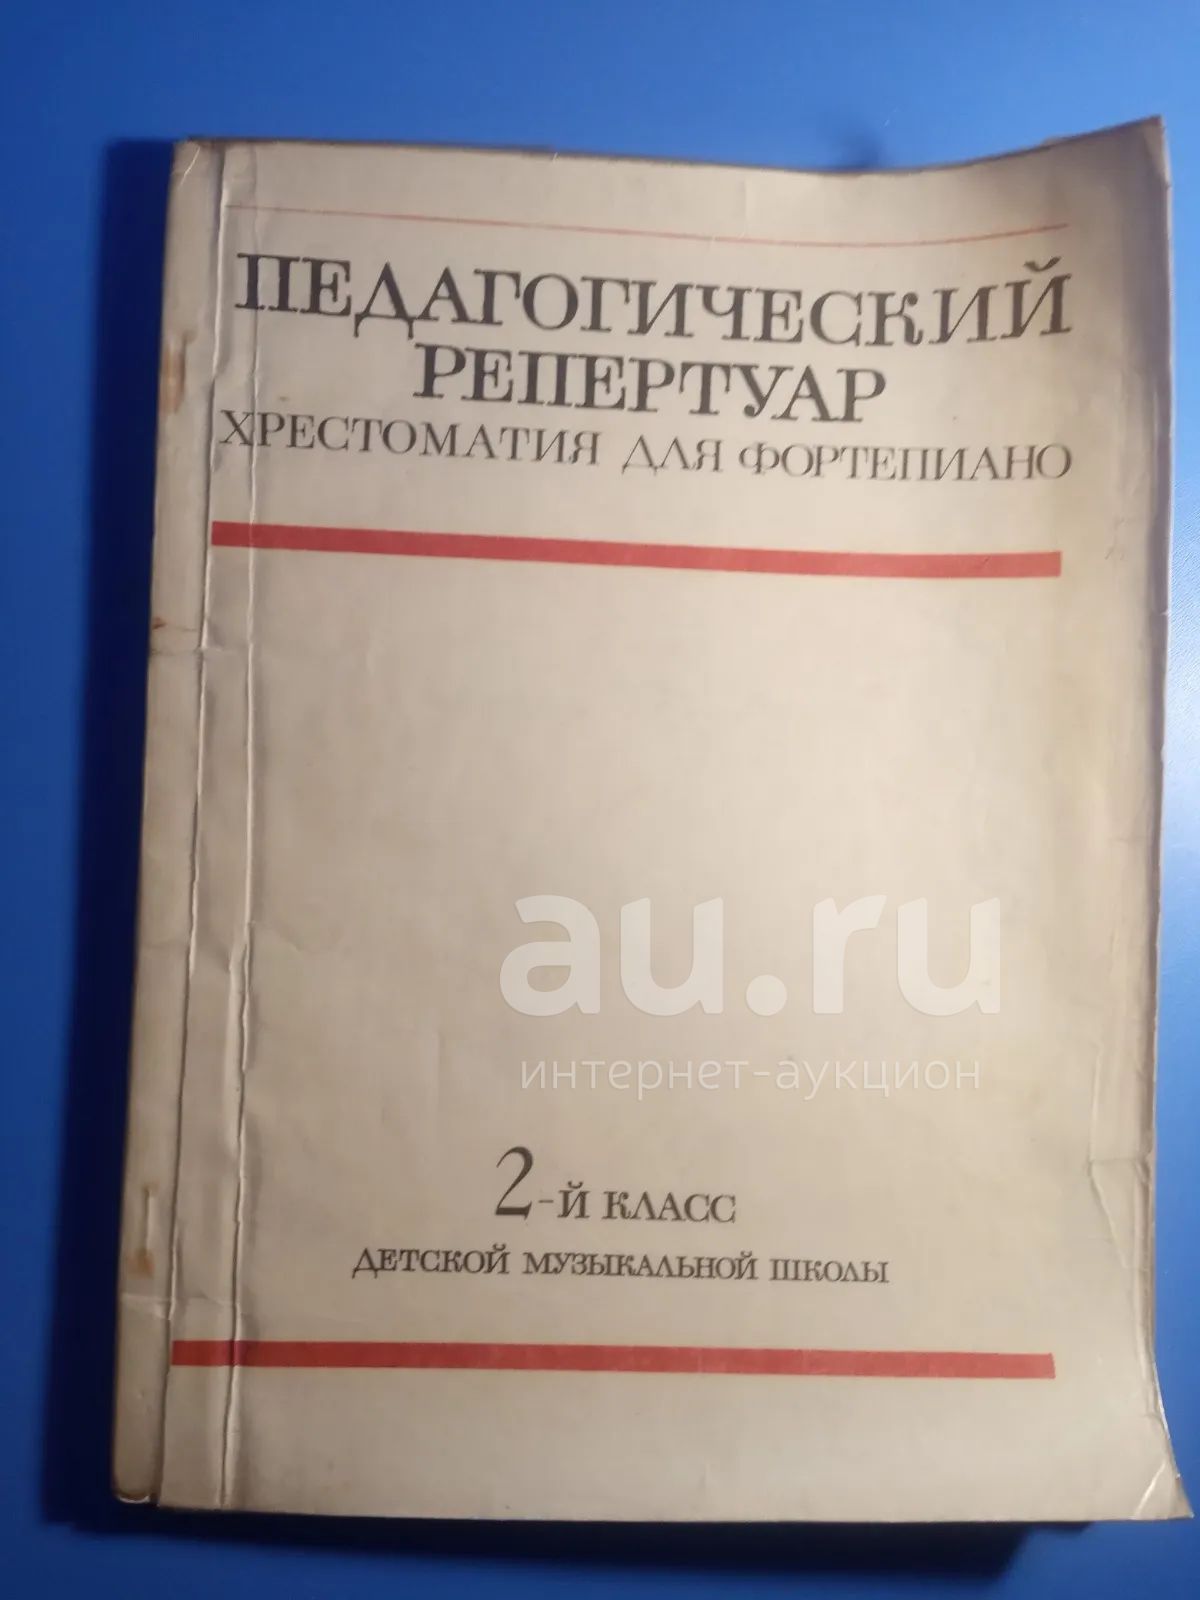 ПЕДАГОГИЧЕСКИЙ
РЕПЕРТУАР
ХРЕСТОМАТИЯ ДЛЯ ФОРТЕПИАНО
au.ru
интернет-аукцион
2-Й КЛАСС
ДЕТСКОЙ МУЗЫКАЛЬНОЙ ШКОЛЫ